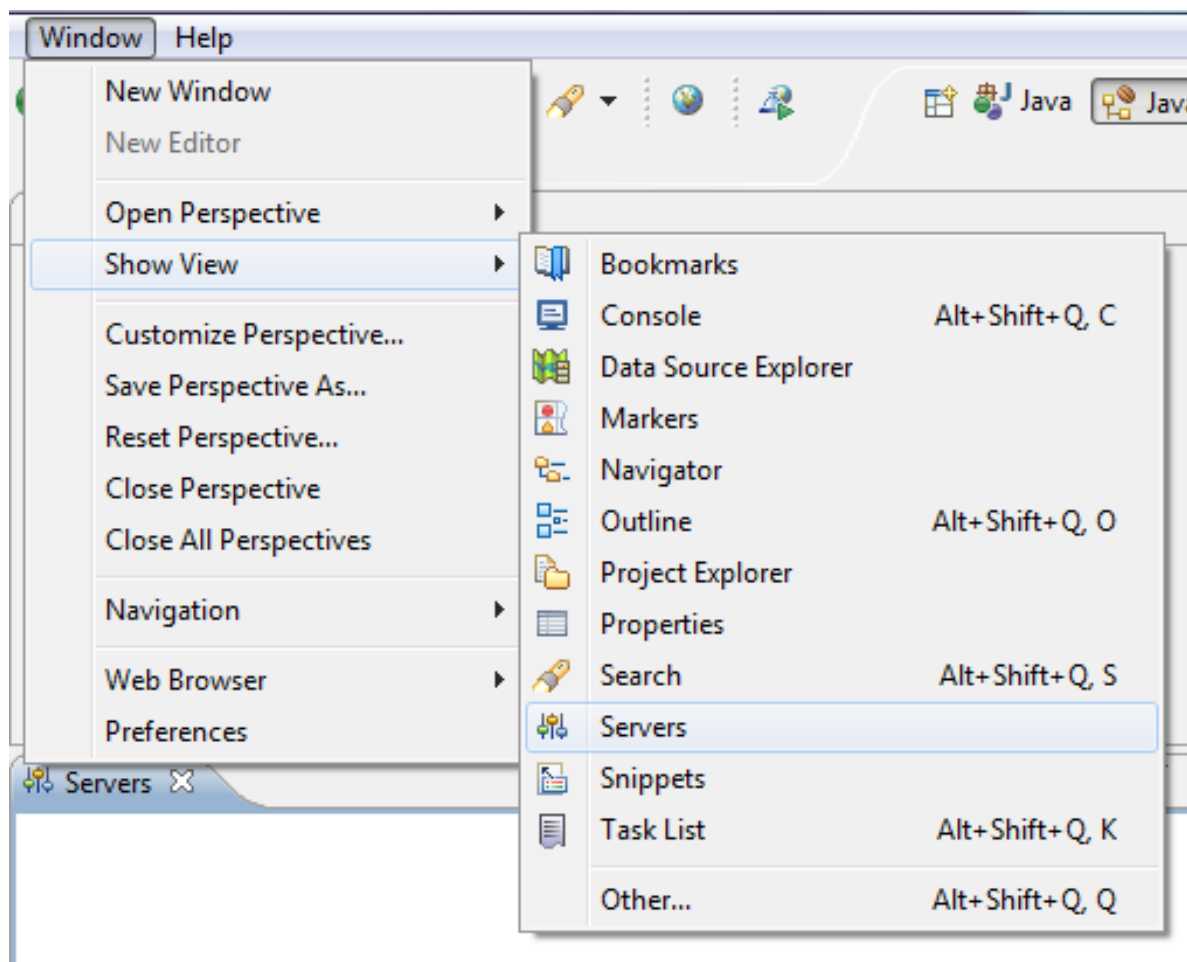 Window Help
New Window
New Editor
Java
Open Perspective
Show View
Customize Perspective...
Save Perspective As...
Reset Perspective...
Close Perspective
Close All Perspectives
Navigation
Web Browser
Preferences
Bookmarks
Console Alt+Shift+Q, C
Data Source Explorer
Markers
Navigator
Outline Alt+Shift+Q, O
Project Explorer
Properties
Search Alt+Shift+Q, S
Servers
Snippets
Task List Alt+Shift+Q, K
Other... Alt+Shift+Q, Q
Servers